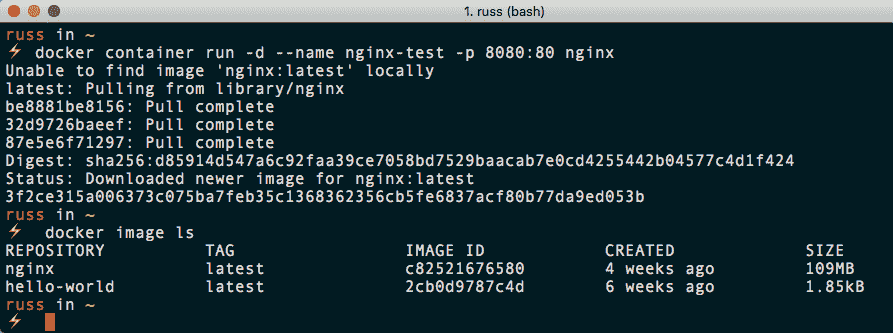 1. russ (bash)
russ in ~
⚡ docker container run -d --name nginx-test -p 8080:80 nginx
Unable to find image 'nginx:latest' locally
latest: Pulling from library/nginx
be8881be8156: Pull complete
32d9726baeef: Pull complete
87e5e6f71297: Pull complete
Digest: sha256:d85914d547a6c92faa39ce7058bd7529baacab7e0cd4255442b04577c4d1f424
Status: Downloaded newer image for nginx:latest
3f2ce315a006373c075ba7feb35c1368362356cb5fe6837acf80b77da9ed053b
russ in ~
⚡ docker image ls
REPOSITORY TAG IMAGE ID CREATED SIZE
nginx latest c82521676580 4 weeks ago 109MB
hello-world latest 2cb0d9787c4d 6 weeks ago 1.85kB
russ in ~
⚡